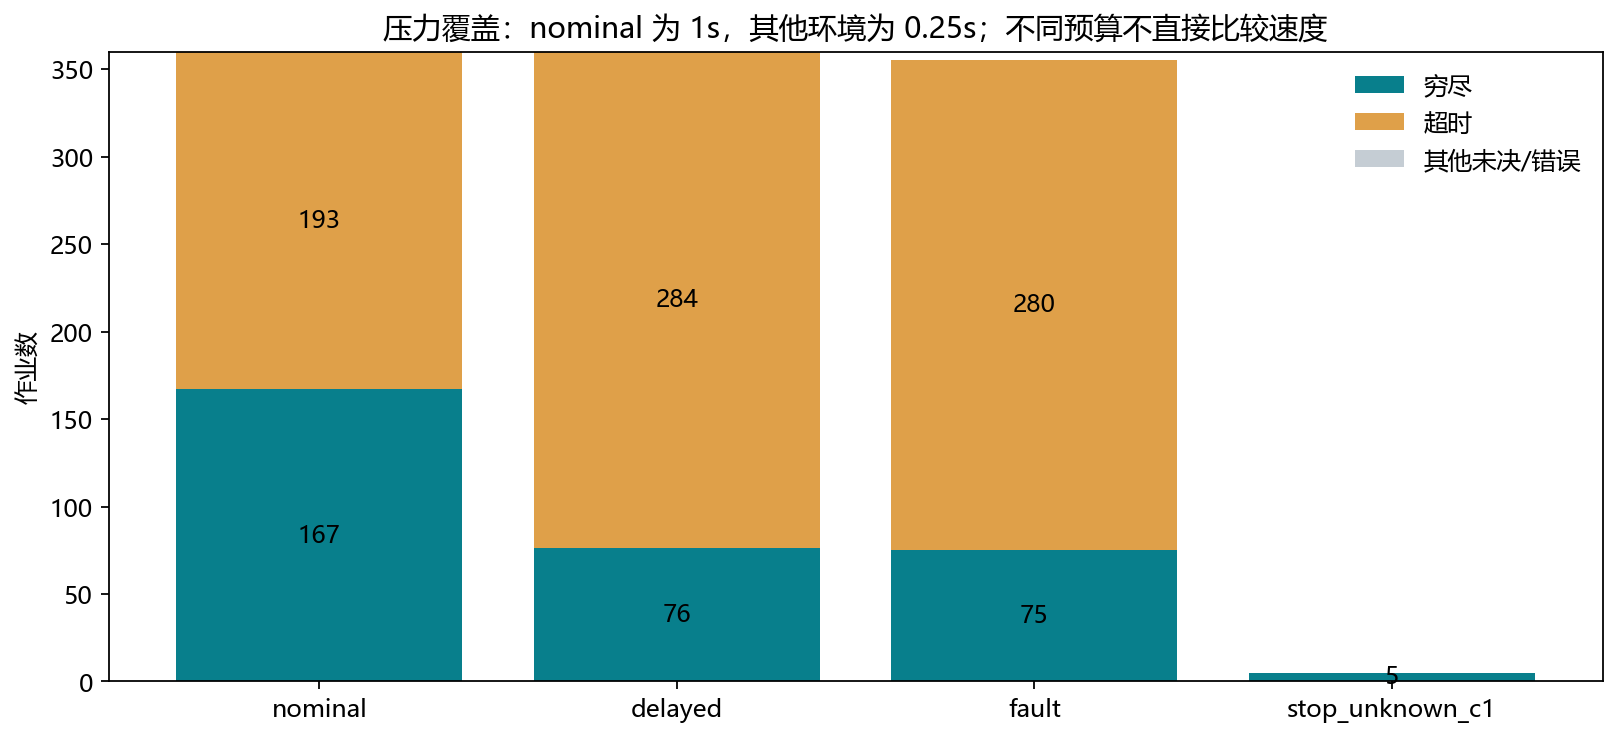 压力覆盖：nominal 为 1s，其他环境为 0.25s；不同预算不直接比较速度
350
300
250
200
150
100
50
0
作业数
穷尽
超时
其他未决/错误
193
284
280
167
76
75
5
nominal
delayed
fault
stop_unknown_c1